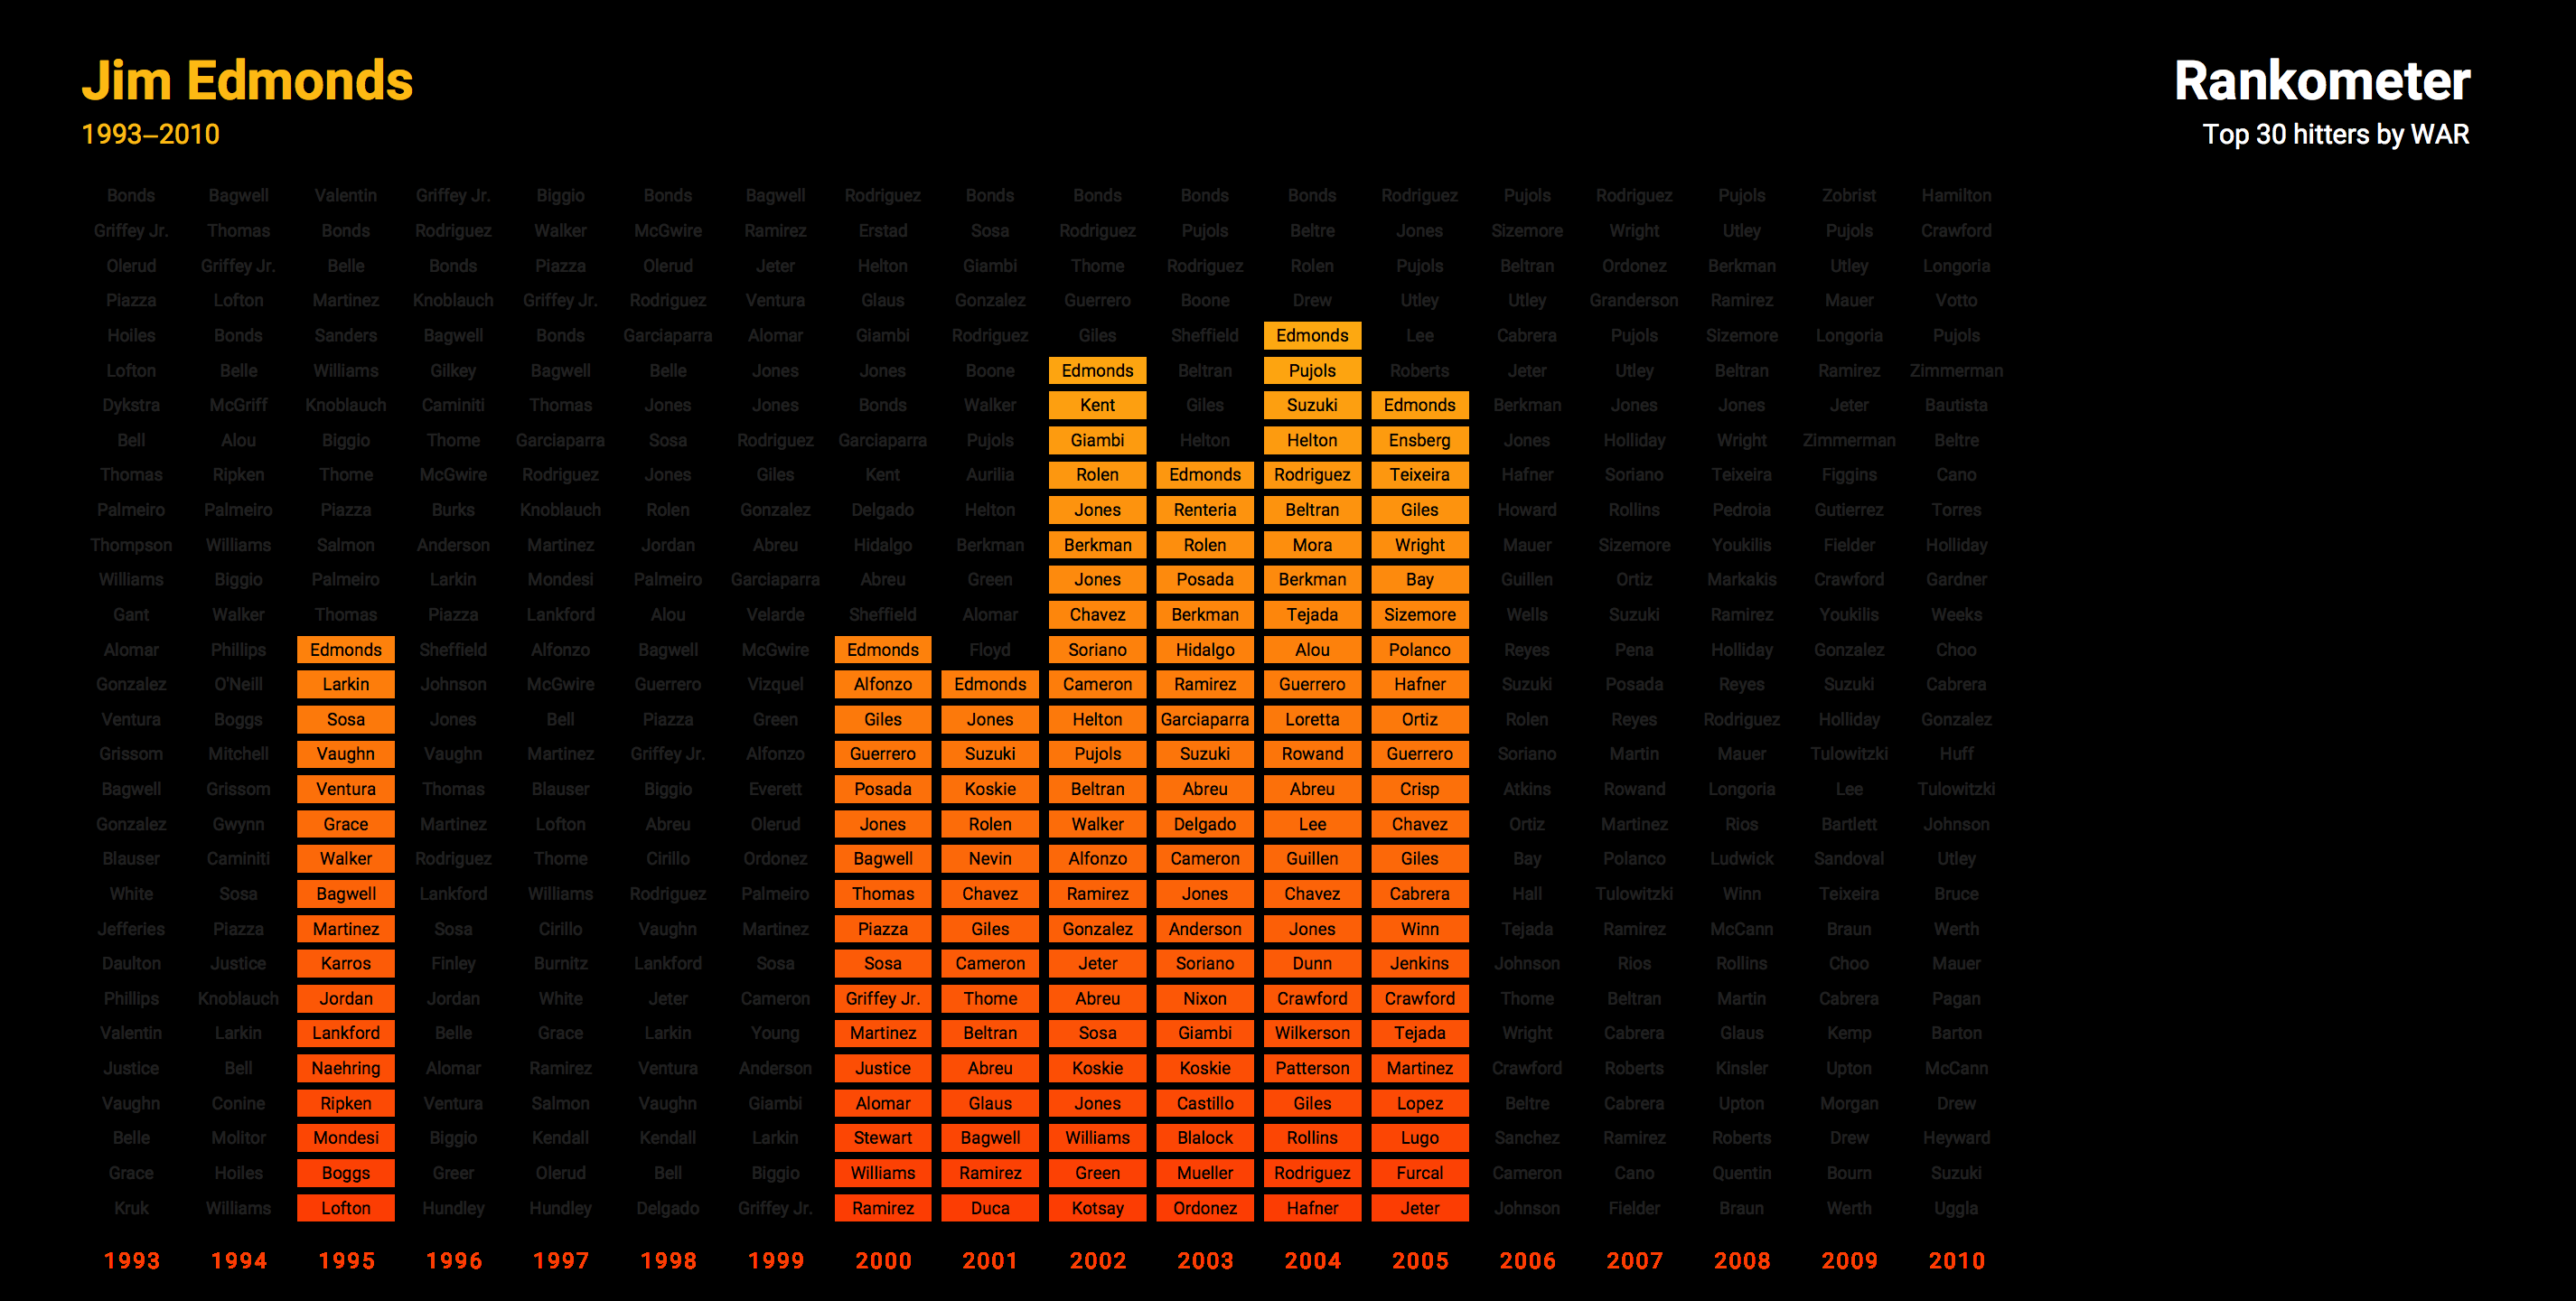 Jim Edmonds
1993–2010
Rankometer
Top 30 hitters by WAR
Bonds Bagwell Valentin Griffey Jr. Biggio Bonds Bagwell Rodriguez Bonds Bonds Bonds Bonds Rodriguez Pujols Rodriguez Pujols Zobrist Hamilton
Griffey Jr. Thomas Bonds Rodriguez Walker McGwire Ramirez Erstad Sosa Rodriguez Pujols Beltre Jones Sizemore Wright Utley Pujols Crawford
Olerud Griffey Jr. Belle Bonds Piazza Olerud Jeter Helton Giambi Thome Rodriguez Rolen Pujols Beltran Ordonez Berkman Utley Longoria
Piazza Lofton Martinez Knoblauch Griffey Jr. Rodriguez Ventura Glaus Gonzalez Guerrero Boone Drew Utley Utley Granderson Ramirez Mauer Votto
Hoiles Bonds Sanders Bagwell Bonds Garciaparra Alomar Giambi Rodriguez Giles Sheffield Edmonds Lee Cabrera Pujols Sizemore Longoria Pujols
Lofton Belle Williams Gilkey Bagwell Belle Jones Jones Boone Edmonds Beltran Pujols Roberts Jeter Utley Beltran Ramirez Zimmerman
Dykstra McGriff Knoblauch Caminiti Thomas Jones Jones Bonds Walker Kent Giles Suzuki Edmonds Berkman Jones Jones Jeter Bautista
Bell Alou Biggio Thome Garciaparra Sosa Rodriguez Garciaparra Pujols Giambi Helton Helton Ensberg Jones Holliday Wright Zimmerman Beltre
Thomas Ripken Thome McGwire Rodriguez Jones Giles Kent Aurilia Rolen Edmonds Rodriguez Teixeira Hafner Soriano Teixeira Figgins Cano
Palmeiro Palmeiro Piazza Burks Knoblauch Rolen Gonzalez Delgado Helton Jones Renteria Beltran Giles Howard Rollins Pedroia Gutierrez Torres
Thompson Williams Salmon Anderson Martinez Jordan Abreu Hidalgo Berkman Berkman Rolen Mora Wright Mauer Sizemore Youkilis Fielder Holliday
Williams Biggio Palmeiro Larkin Mondesi Palmeiro Garciaparra Abreu Green Jones Posada Berkman Bay Guillen Ortiz Markakis Crawford Gardner
Gant Walker Thomas Piazza Lankford Alou Velarde Sheffield Alomar Chavez Berkman Tejada Sizemore Wells Suzuki Ramirez Youkilis Weeks
Alomar Phillips Edmonds Sheffield Alfonzo Bagwell McGwire Edmonds Floyd Soriano Hidalgo Alou Polanco Reyes Pena Holliday Gonzalez Choo
Gonzalez O'Neill Larkin Johnson McGwire Guerrero Vizquel Alfonzo Edmonds Cameron Ramirez Guerrero Hafner Suzuki Posada Reyes Suzuki Cabrera
Ventura Boggs Sosa Jones Bell Piazza Green Giles Jones Helton Garciaparra Loretta Ortiz Rolen Reyes Rodriguez Holliday Gonzalez
Grissom Mitchell Vaughn Vaughn Martinez Griffey Jr. Alfonzo Guerrero Suzuki Pujols Suzuki Rowand Guerrero Soriano Martin Mauer Tulowitzki Huff
Bagwell Grissom Ventura Thomas Blauser Biggio Everett Posada Koskie Beltran Abreu Abreu Crisp Atkins Rowand Longoria Lee Tulowitzki
Gonzalez Gwynn Grace Martinez Lofton Abreu Olerud Jones Rolen Walker Delgado Lee Chavez Ortiz Martinez Rios Bartlett Johnson
Blauser Caminiti Walker Rodriguez Thome Cirillo Ordonez Bagwell Nevin Alfonzo Cameron Guillen Giles Bay Polanco Ludwick Sandoval Utley
White Sosa Bagwell Lankford Williams Rodriguez Palmeiro Thomas Chavez Ramirez Jones Chavez Cabrera Hall Tulowitzki Winn Teixeira Bruce
Jefferies Piazza Martinez Sosa Cirillo Vaughn Martinez Piazza Giles Gonzalez Anderson Jones Winn Tejada Ramirez McCann Braun Werth
Daulton Justice Karros Finley Burnitz Lankford Sosa Sosa Cameron Jeter Soriano Dunn Jenkins Johnson Rios Rollins Choo Mauer
Phillips Knoblauch Jordan Jordan White Jeter Cameron Griffey Jr. Thome Abreu Nixon Crawford Crawford Thome Beltran Martin Cabrera Pagan
Valentin Larkin Lankford Belle Grace Larkin Young Martinez Beltran Sosa Giambi Wilkerson Tejada Wright Cabrera Glaus Kemp Barton
Justice Bell Naehring Alomar Ramirez Ventura Anderson Justice Abreu Koskie Koskie Patterson Martinez Crawford Roberts Kinsler Upton McCann
Vaughn Conine Ripken Ventura Salmon Vaughn Giambi Alomar Glaus Jones Castillo Giles Lopez Beltre Cabrera Upton Morgan Drew
Belle Molitor Mondesi Biggio Kendall Kendall Larkin Stewart Bagwell Williams Blalock Rollins Lugo Sanchez Ramirez Roberts Drew Heyward
Grace Hoiles Boggs Greer Olerud Bell Biggio Williams Ramirez Green Mueller Rodriguez Furcal Cameron Cano Quentin Bourn Suzuki
Kruk Williams Lofton Hundley Hundley Delgado Griffey Jr. Ramirez Duca Kotsay Ordonez Hafner Jeter Johnson Fielder Braun Werth Uggla
1993 1994 1995 1996 1997 1998 1999 2000 2001 2002 2003 2004 2005 2006 2007 2008 2009 2010